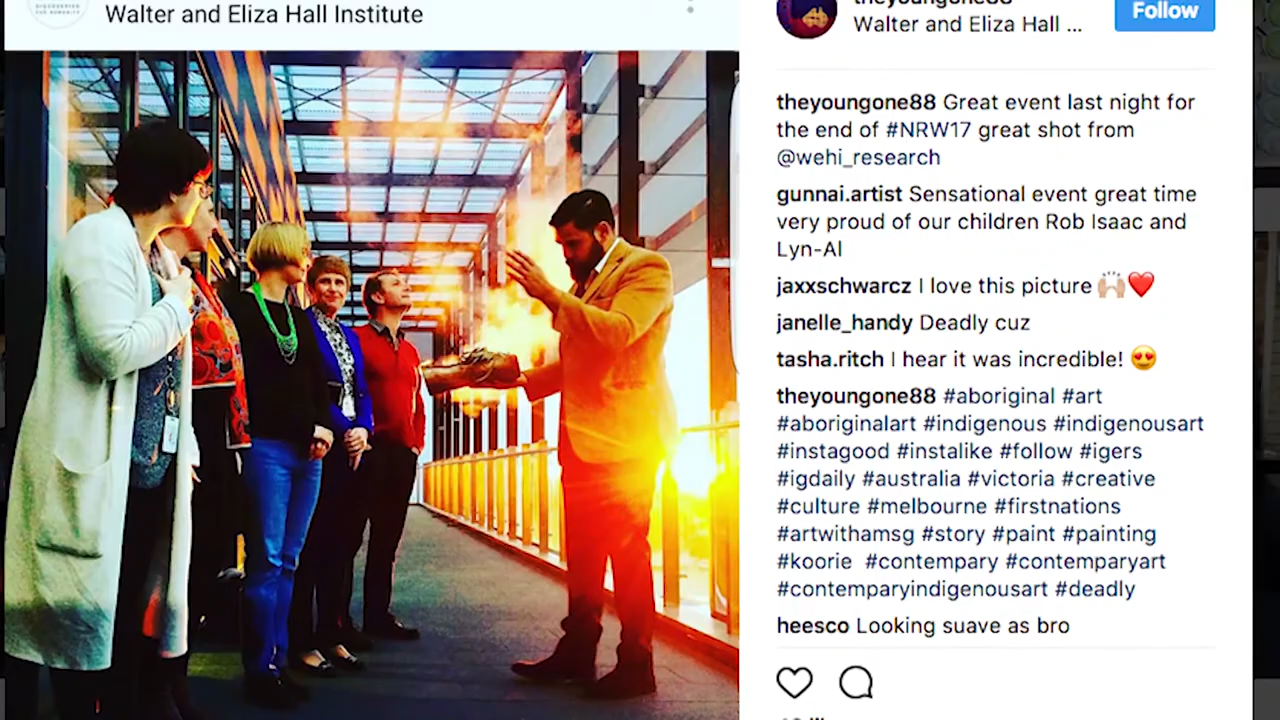 Walter and Eliza Hall Institute
theyoungone88
Walter and Eliza Hall ...
Follow
theyoungone88 Great event last night for
the end of #NRW17 great shot from
@wehi_research
gunnai.artist Sensational event great time
very proud of our children Rob Isaac and
Lyn-Al
jaxxschwarcz I love this picture 🙌🏼❤️
janelle_handy Deadly cuz
tasha.ritch I hear it was incredible! 😍
theyoungone88 #aboriginal #art
#aboriginalart #indigenous #indigenousart
#instagood #instalike #follow #igers
#igdaily #australia #victoria #creative
#culture #melbourne #firstnations
#artwithamsg #story #paint #painting
#koorie #contempary #contemparyart
#contemparyindigenousart #deadly
heesco Looking suave as bro